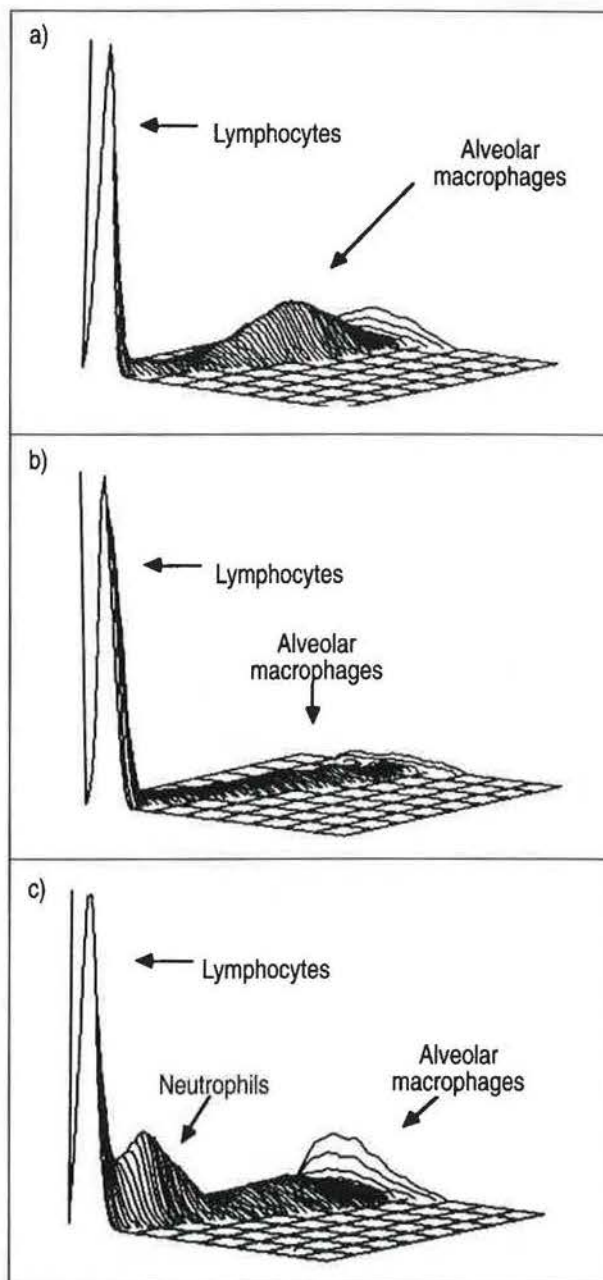 a)
Lymphocytes
Alveolar
macrophages
b)
Lymphocytes
Alveolar
macrophages
c)
Lymphocytes
Neutrophils
Alveolar
macrophages